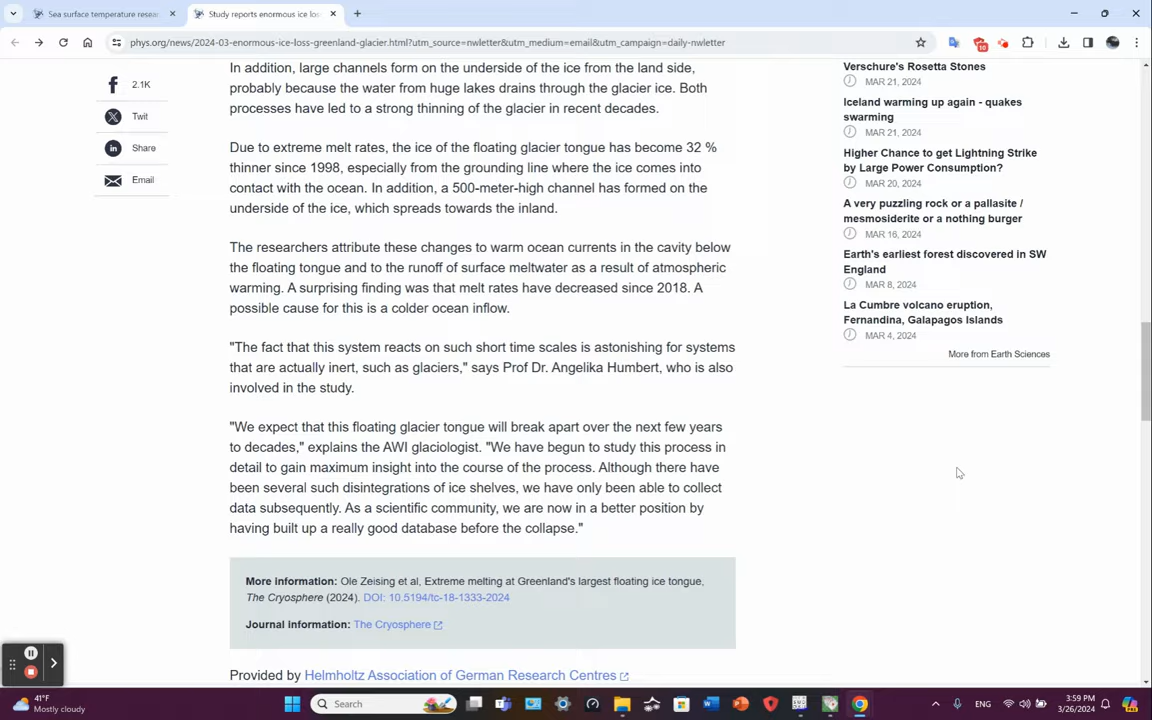 Sea surface temperature resear
Study reports enormous ice los
phys.org/news/2024-03-enormous-ice-loss-greenland-glacier.html?utm_source=nwletter&utm_medium=email&utm_campaign=daily-nwletter
10
2.1K
Twit
Share
Email
In addition, large channels form on the underside of the ice from the land side,
probably because the water from huge lakes drains through the glacier ice. Both
processes have led to a strong thinning of the glacier in recent decades.
Due to extreme melt rates, the ice of the floating glacier tongue has become 32 %
thinner since 1998, especially from the grounding line where the ice comes into
contact with the ocean. In addition, a 500-meter-high channel has formed on the
underside of the ice, which spreads towards the inland.
The researchers attribute these changes to warm ocean currents in the cavity below
the floating tongue and to the runoff of surface meltwater as a result of atmospheric
warming. A surprising finding was that melt rates have decreased since 2018. A
possible cause for this is a colder ocean inflow.
"The fact that this system reacts on such short time scales is astonishing for systems
that are actually inert, such as glaciers," says Prof Dr. Angelika Humbert, who is also
involved in the study.
"We expect that this floating glacier tongue will break apart over the next few years
to decades," explains the AWI glaciologist. "We have begun to study this process in
detail to gain maximum insight into the course of the process. Although there have
been several such disintegrations of ice shelves, we have only been able to collect
data subsequently. As a scientific community, we are now in a better position by
having built up a really good database before the collapse."
More information: Ole Zeising et al, Extreme melting at Greenland's largest floating ice tongue,
The Cryosphere (2024). DOI: 10.5194/tc-18-1333-2024
Journal information: The Cryosphere
Provided by Helmholtz Association of German Research Centres
Verschure's Rosetta Stones
MAR 21, 2024
Iceland warming up again - quakes
swarming
MAR 21, 2024
Higher Chance to get Lightning Strike
by Large Power Consumption?
MAR 20, 2024
A very puzzling rock or a pallasite /
mesmosiderite or a nothing burger
MAR 16, 2024
Earth's earliest forest discovered in SW
England
MAR 8, 2024
La Cumbre volcano eruption,
Fernandina, Galapagos Islands
MAR 4, 2024
More from Earth Sciences
41°F
Mostly cloudy
Search
ENG
3:59 PM
3/26/2024